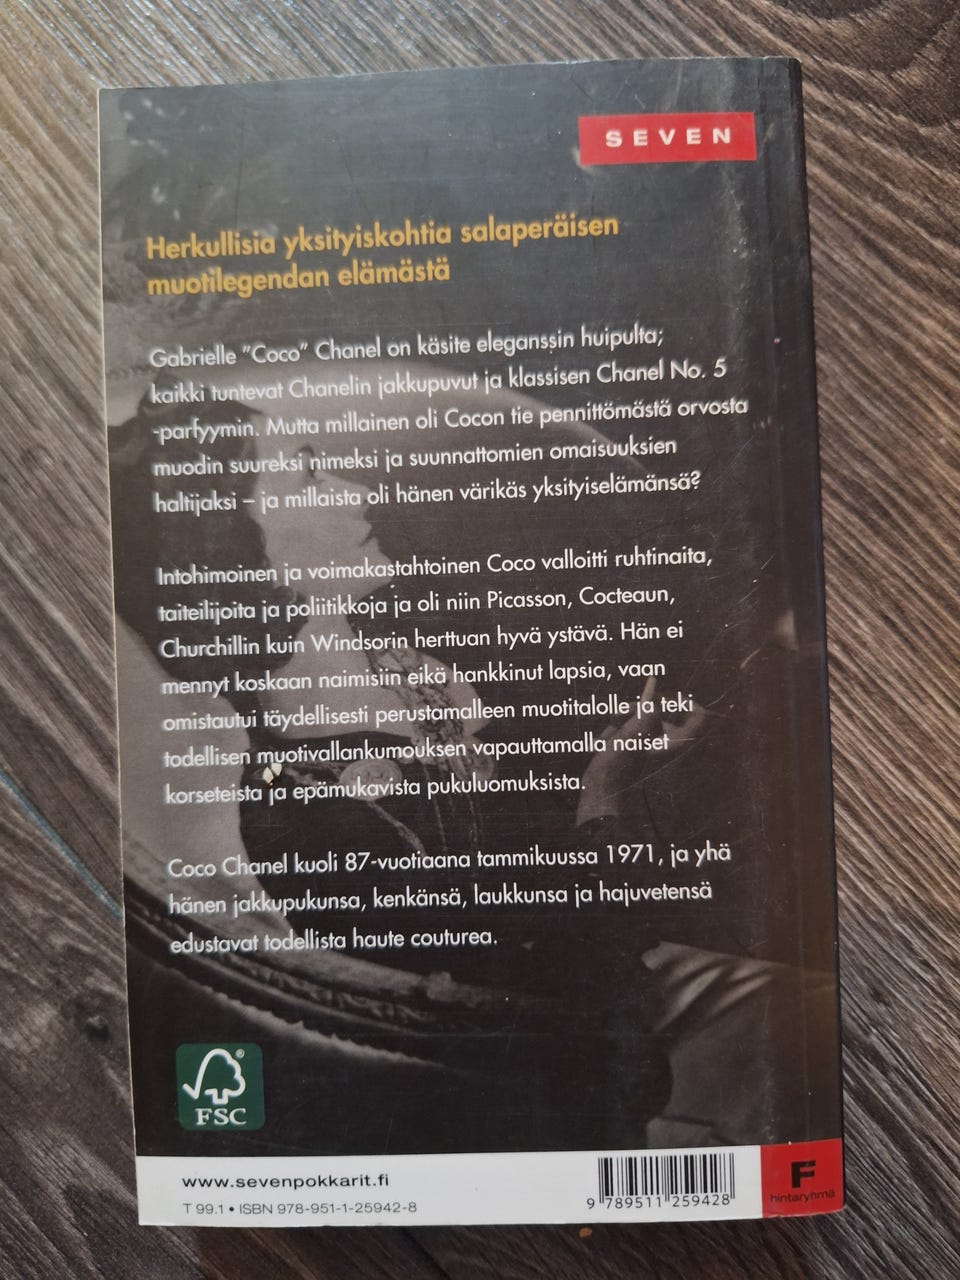 SEVEN
Herkullisia yksityiskohtia salaperäisen
muotilegendan elämästä
Gabrielle ”Coco” Chanel on käsite eleganssin huipulta;
kaikki tuntevat Chanelin jakkupuvut ja klassisen Chanel No. 5
-parfyymin. Mutta millainen oli Cocon tie pennittömästä orvosta
muodin suureksi nimeksi ja suunnattomien omaisuuksien
haltijaksi – ja millaista oli hänen värikäs yksityiselämänsä?
Intohimoinen ja voimakastahtoinen Coco valloitti ruhtinaita,
taiteilijoita ja poliitikkoja ja oli niin Picasson, Cocteaun,
Churchillin kuin Windsorin herttuan hyvä ystävä. Hän ei
mennyt koskaan naimisiin eikä hankkinut lapsia, vaan
omistautui täydellisesti perustamalleen muotitalolle ja teki
todellisen muotivallankumouksen vapauttamalla naiset
korseteista ja epämukavista pukuluomuksista.
Coco Chanel kuoli 87-vuotiaana tammikuussa 1971, ja yhä
hänen jakkupukunsa, kenkänsä, laukkunsa ja hajuvetensä
edustavat todellista haute couturea.
®
FSC
www.sevenpokkarit.fi
T 99.1 • ISBN 978-951-1-25942-8
9 789511 259428
F
hintaryhmä